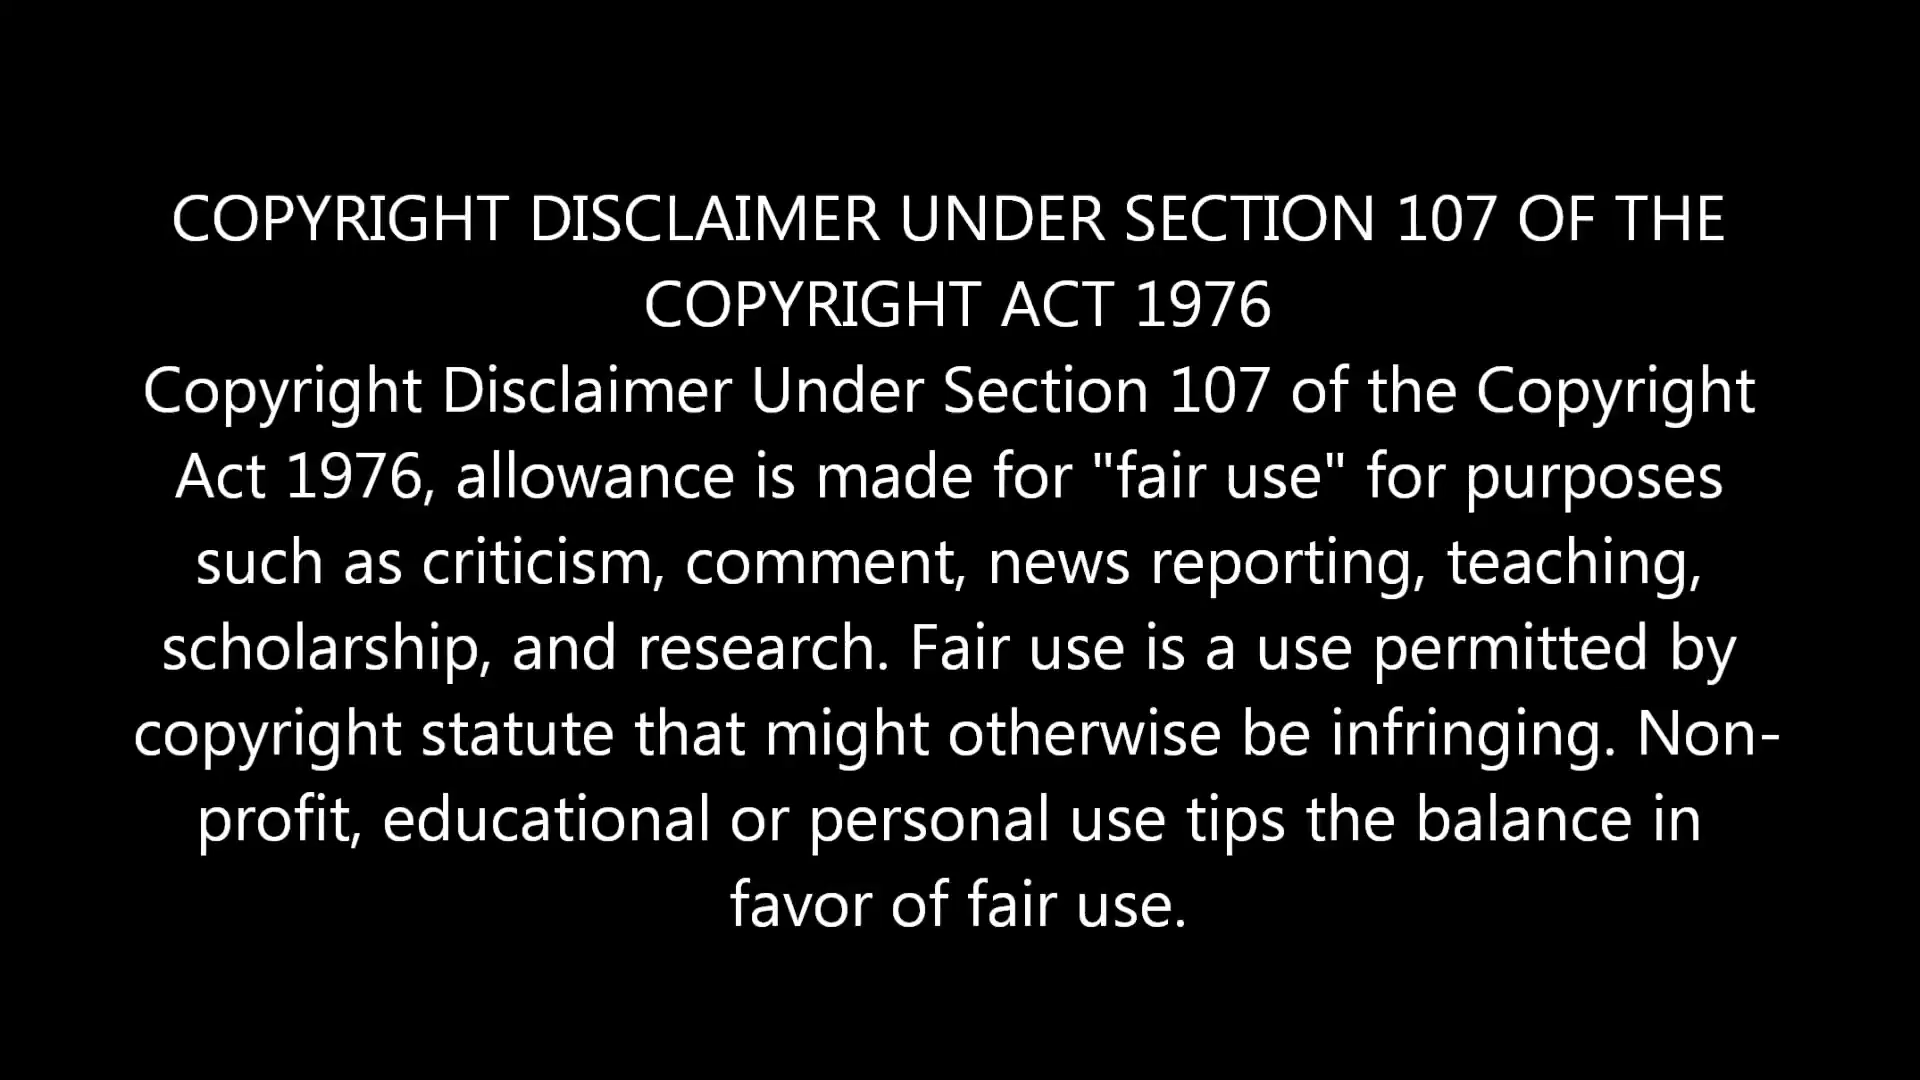 COPYRIGHT DISCLAIMER UNDER SECTION 107 OF THE
COPYRIGHT ACT 1976
Copyright Disclaimer Under Section 107 of the Copyright
Act 1976, allowance is made for "fair use" for purposes
such as criticism, comment, news reporting, teaching,
scholarship, and research. Fair use is a use permitted by
copyright statute that might otherwise be infringing. Non-
profit, educational or personal use tips the balance in
favor of fair use.